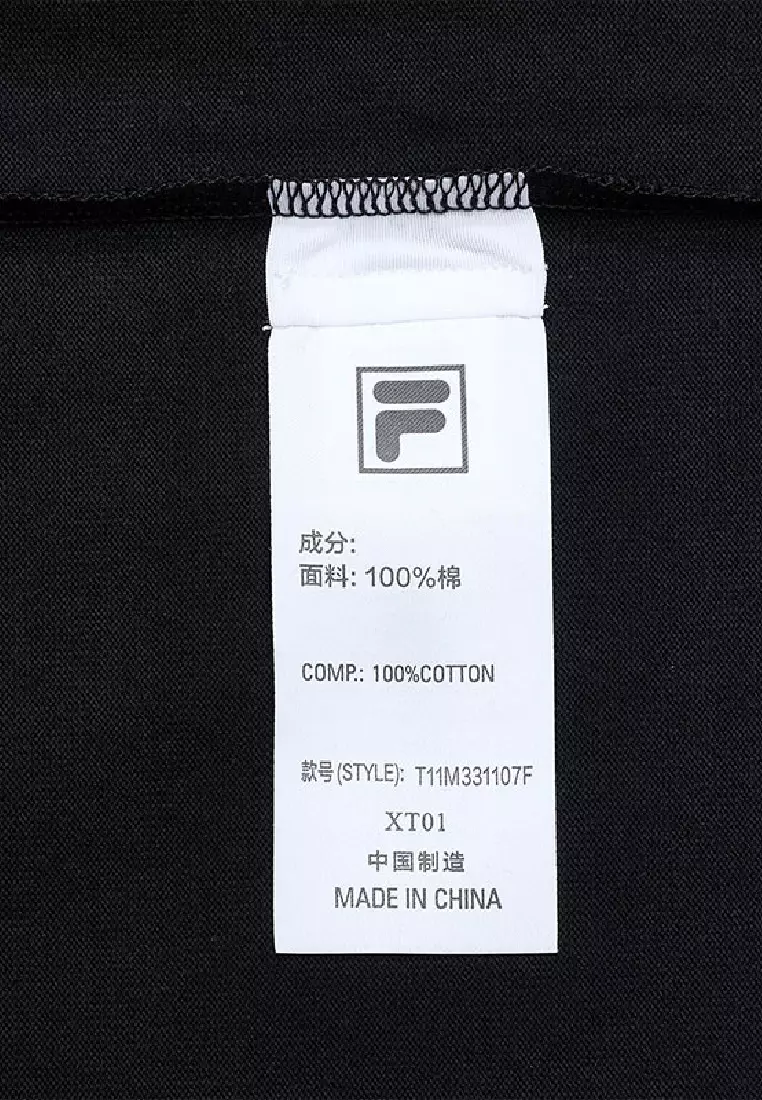 F
成分:
面料: 100%棉
COMP.: 100%COTTON
款号(STYLE): T11M331107F
XT01
中国制造
MADE IN CHINA